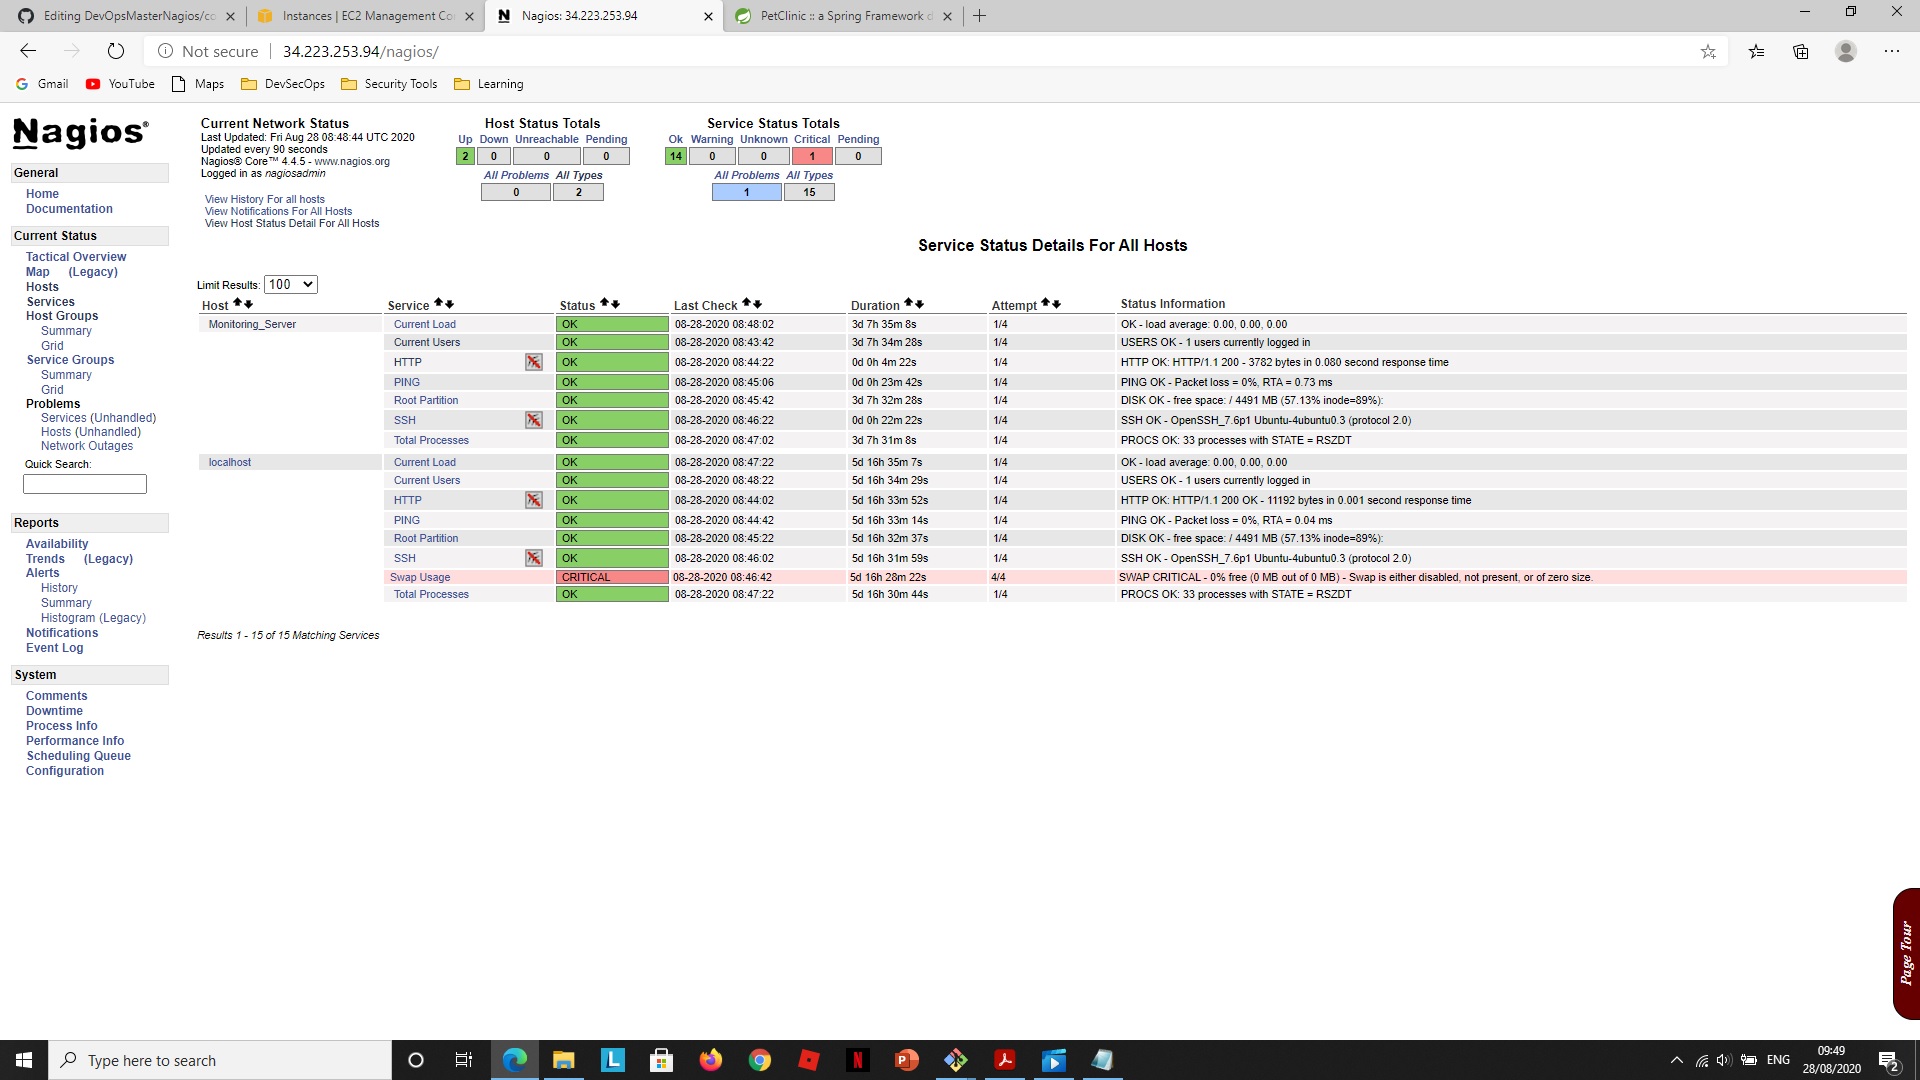 Editing DevOpsMasterNagios/co
Instances | EC2 Management Co
Nagios: 34.223.253.94
PetClinic :: a Spring Framework d
Not secure
34.223.253.94/nagios/
Gmail
YouTube
Maps
DevSecOps
Security Tools
Learning
Nagios®
General
Home
Documentation
Current Status
Tactical Overview
Map (Legacy)
Hosts
Services
Host Groups
Summary
Grid
Service Groups
Summary
Grid
Problems
Services (Unhandled)
Hosts (Unhandled)
Network Outages
Quick Search:
Reports
Availability
Trends (Legacy)
Alerts
History
Summary
Histogram (Legacy)
Notifications
Event Log
System
Comments
Downtime
Process Info
Performance Info
Scheduling Queue
Configuration
Current Network Status
Last Updated: Fri Aug 28 08:48:44 UTC 2020
Updated every 90 seconds
Nagios® Core™ 4.4.5 - www.nagios.org
Logged in as nagiosadmin
View History For all hosts
View Notifications For All Hosts
View Host Status Detail For All Hosts
Host Status Totals
Up Down Unreachable Pending
2 0 0 0
All Problems All Types
0 2
Service Status Totals
Ok Warning Unknown Critical Pending
14 0 0 1 0
All Problems All Types
1 15
Service Status Details For All Hosts
Limit Results: 100
Host Service Status Last Check Duration Attempt Status Information
Monitoring_Server Current Load OK 08-28-2020 08:48:02 3d 7h 35m 8s 1/4 OK - load average: 0.00, 0.00, 0.00
Current Users OK 08-28-2020 08:43:42 3d 7h 34m 28s 1/4 USERS OK - 1 users currently logged in
HTTP OK 08-28-2020 08:44:22 0d 0h 4m 22s 1/4 HTTP OK: HTTP/1.1 200 - 3782 bytes in 0.080 second response time
PING OK 08-28-2020 08:45:06 0d 0h 23m 42s 1/4 PING OK - Packet loss = 0%, RTA = 0.73 ms
Root Partition OK 08-28-2020 08:45:42 3d 7h 32m 28s 1/4 DISK OK - free space: / 4491 MB (57.13% inode=89%):
SSH OK 08-28-2020 08:46:22 0d 0h 22m 22s 1/4 SSH OK - OpenSSH_7.6p1 Ubuntu-4ubuntu0.3 (protocol 2.0)
Total Processes OK 08-28-2020 08:47:02 3d 7h 31m 8s 1/4 PROCS OK: 33 processes with STATE = RSZDT
localhost Current Load OK 08-28-2020 08:47:22 5d 16h 35m 7s 1/4 OK - load average: 0.00, 0.00, 0.00
Current Users OK 08-28-2020 08:48:22 5d 16h 34m 29s 1/4 USERS OK - 1 users currently logged in
HTTP OK 08-28-2020 08:44:02 5d 16h 33m 52s 1/4 HTTP OK: HTTP/1.1 200 OK - 11192 bytes in 0.001 second response time
PING OK 08-28-2020 08:44:42 5d 16h 33m 14s 1/4 PING OK - Packet loss = 0%, RTA = 0.04 ms
Root Partition OK 08-28-2020 08:45:22 5d 16h 32m 37s 1/4 DISK OK - free space: / 4491 MB (57.13% inode=89%):
SSH OK 08-28-2020 08:46:02 5d 16h 31m 59s 1/4 SSH OK - OpenSSH_7.6p1 Ubuntu-4ubuntu0.3 (protocol 2.0)
Swap Usage CRITICAL 08-28-2020 08:46:42 5d 16h 28m 22s 4/4 SWAP CRITICAL - 0% free (0 MB out of 0 MB) - Swap is either disabled, not present, or of zero size.
Total Processes OK 08-28-2020 08:47:22 5d 16h 30m 44s 1/4 PROCS OK: 33 processes with STATE = RSZDT
Results 1 - 15 of 15 Matching Services
Page Tour
Type here to search
ENG
09:49
28/08/2020
2